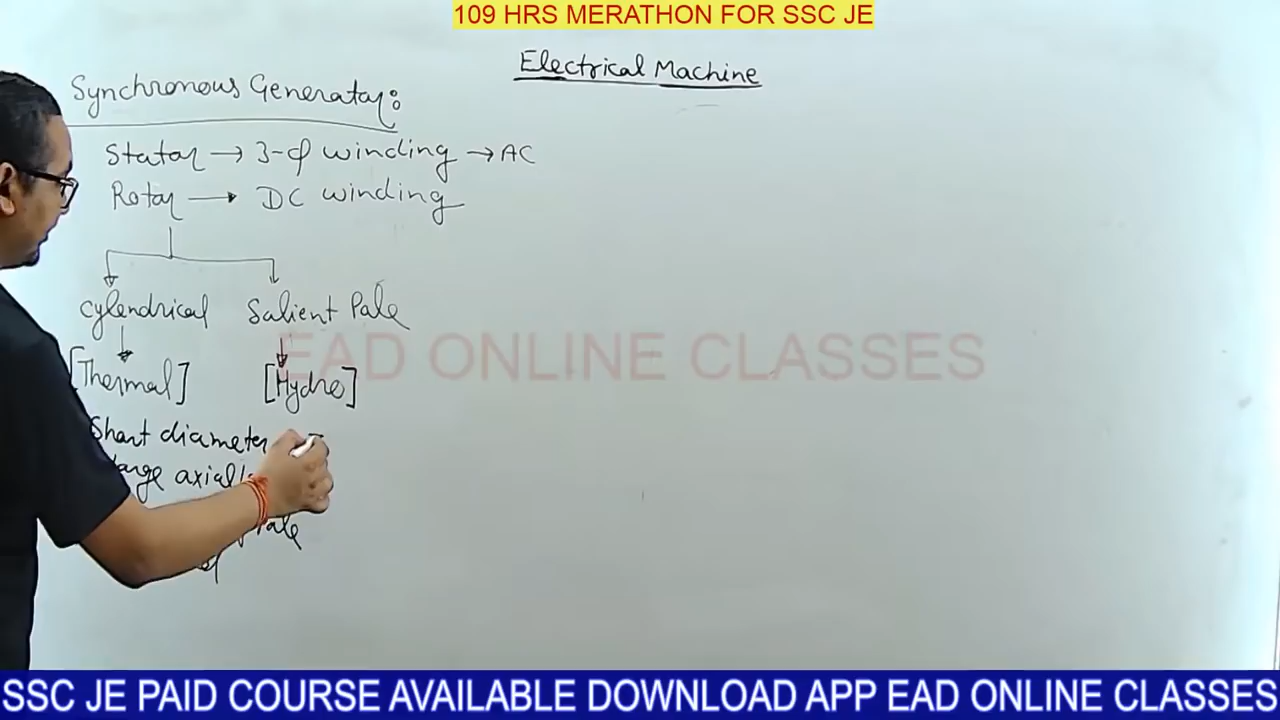 109 HRS MERATHON FOR SSC JE
Electrical Machine
Synchronous Generator:
Stator → 3-φ winding → AC
Rotor → DC winding
Cylendrical Salient Pole
[Thermal] [Hydro]
EAD ONLINE CLASSES
Short diameter
large axial
Pole
SSC JE PAID COURSE AVAILABLE DOWNLOAD APP EAD ONLINE CLASSES